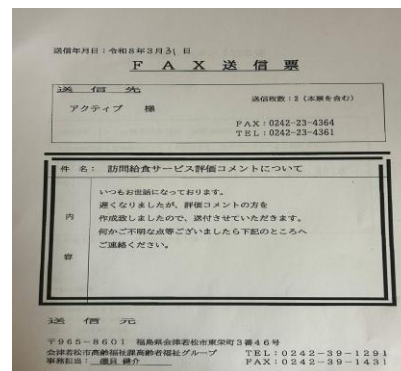 送信年月日：令和8年3月31日
ＦＡＸ送信票
送信先
送信枚数：2（本票を含む）
アクティブ 様
FAX：0242-23-4364
TEL：0242-23-4361
件 名： 訪問給食サービス評価コメントについて
内容
いつもお世話になっております。
遅くなりましたが、評価コメントの方を
作成致しましたので、送付させていただきます。
何かご不明な点等ございましたら下記のところへ
ご連絡ください。
送信元
〒965-8601 福島県会津若松市東栄町3番46号
会津若松市高齢福祉課高齢者福祉グループ TEL：0242-39-1291
事務担当： 健介 FAX：0242-39-1431